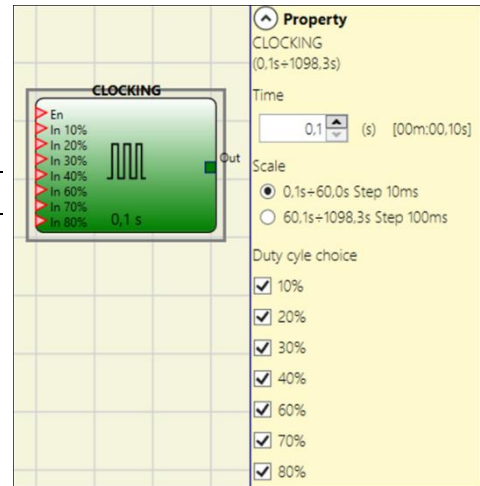 CLOCKING
En
In 10%
In 20%
In 30%
In 40%
In 60%
In 70%
In 80%
0,1 s
Out
Property
CLOCKING
(0,1s÷1098,3s)
Time
0,1 (s) [00m:00,10s]
Scale
0,1s÷60,0s Step 10ms
60,1s÷1098,3s Step 100ms
Duty cyle choice
10%
20%
30%
40%
60%
70%
80%